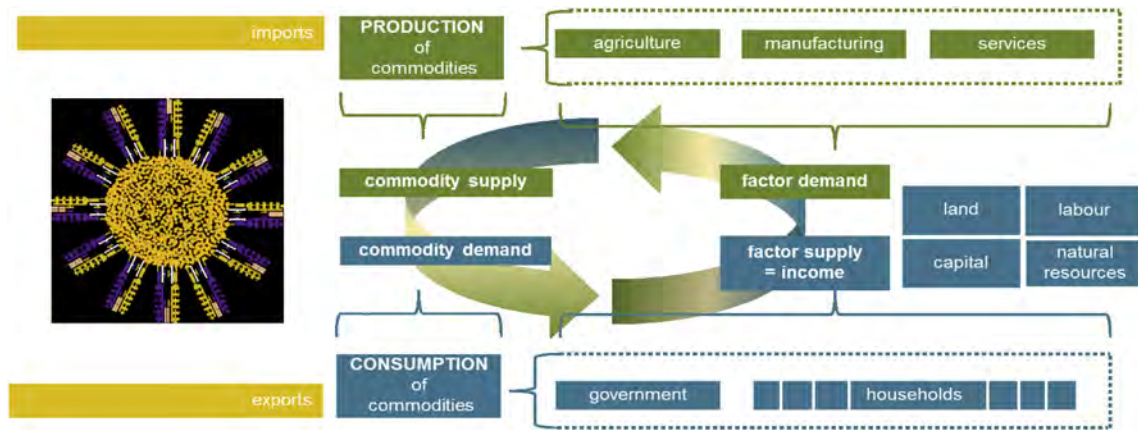 imports
PRODUCTION
of
commodities
agriculture
manufacturing
services
commodity supply
factor demand
land
labour
commodity demand
factor supply
= income
capital
natural
resources
CONSUMPTION
of
commodities
exports
government
households